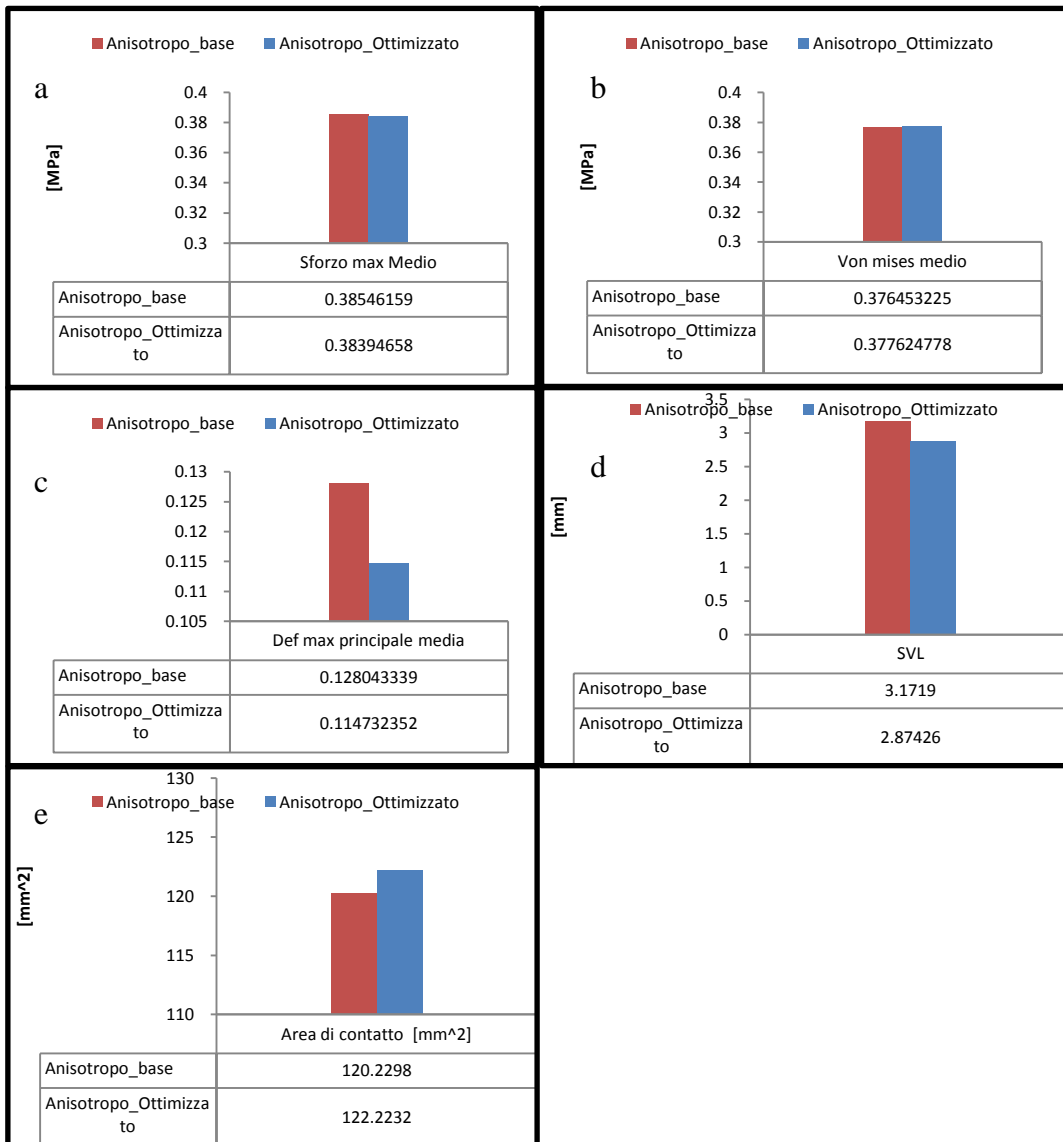 Anisotropo_base Anisotropo_Ottimizzato
a
[MPa]
0.4
0.38
0.36
0.34
0.32
0.3
Sforzo max Medio
Anisotropo_base 0.38546159
Anisotropo_Ottimizza
to
0.38394658
Anisotropo_base Anisotropo_Ottimizzato
b
[MPa]
0.4
0.38
0.36
0.34
0.32
0.3
Von mises medio
Anisotropo_base 0.376453225
Anisotropo_Ottimizza
to
0.377624778
Anisotropo_base Anisotropo_Ottimizzato
c
0.13
0.125
0.12
0.115
0.11
0.105
Def max principale media
Anisotropo_base 0.128043339
Anisotropo_Ottimizza
to
0.114732352
Anisotropo_base Anisotropo_Ottimizzato
d
[mm]
3.5
3
2.5
2
1.5
1
0.5
0
SVL
Anisotropo_base 3.1719
Anisotropo_Ottimizza
to
2.87426
Anisotropo_base Anisotropo_Ottimizzato
e
[mm^2]
130
125
120
115
110
Area di contatto [mm^2]
Anisotropo_base 120.2298
Anisotropo_Ottimizza
to
122.2232